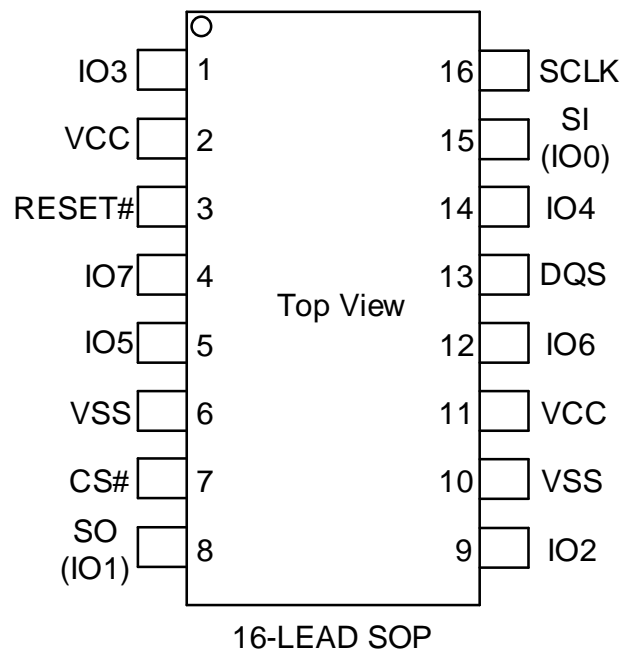 IO3 1 16 SCLK
VCC 2 15 SI
(IO0)
RESET# 3 14 IO4
IO7 4 13 DQS
Top View
IO5 5 12 IO6
VSS 6 11 VCC
CS# 7 10 VSS
SO
(IO1) 8 9 IO2
16-LEAD SOP